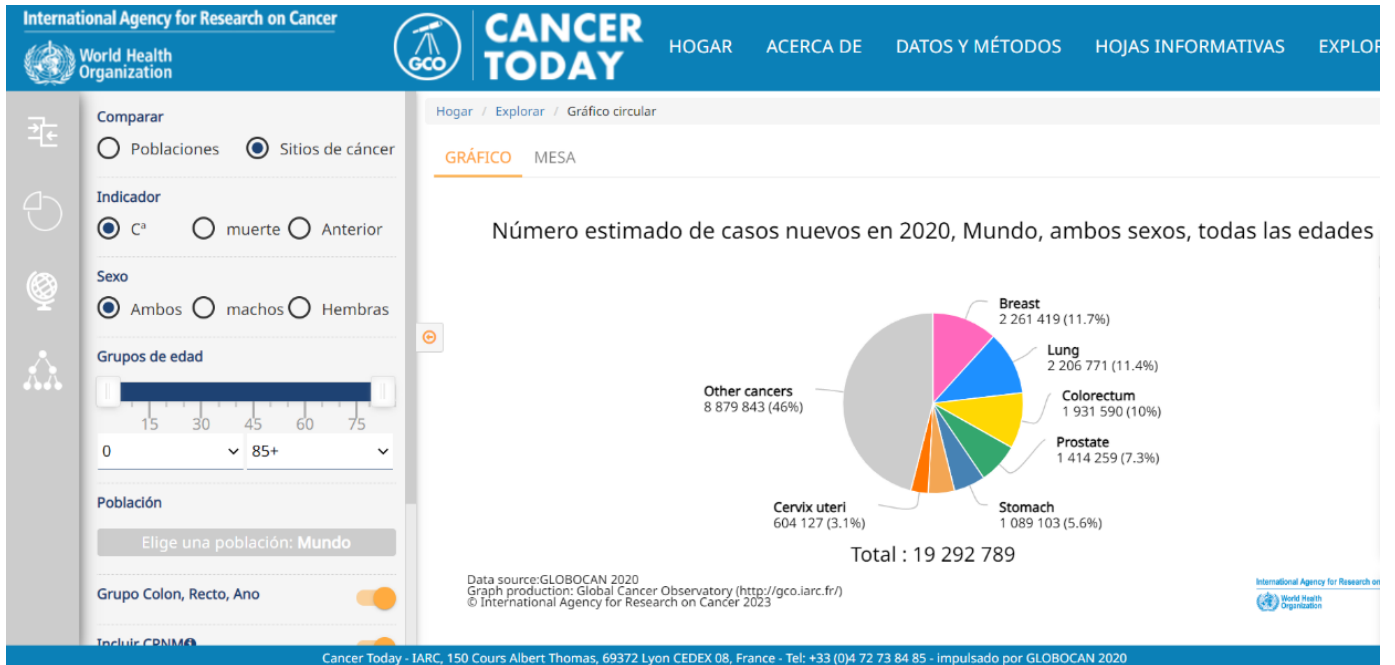 International Agency for Research on Cancer
World Health
Organization
GCO
CANCER
TODAY
HOGAR ACERCA DE DATOS Y MÉTODOS HOJAS INFORMATIVAS EXPLOR
Comparar
Poblaciones Sitios de cáncer
Indicador
Cª muerte Anterior
Sexo
Ambos machos Hembras
Grupos de edad
15 30 45 60 75
0 85+
Población
Elige una población: Mundo
Grupo Colon, Recto, Ano
Incluir CPNM
Hogar / Explorar / Gráfico circular
GRÁFICO MESA
Número estimado de casos nuevos en 2020, Mundo, ambos sexos, todas las edades
Breast
2 261 419 (11.7%)
Lung
2 206 771 (11.4%)
Colorectum
1 931 590 (10%)
Prostate
1 414 259 (7.3%)
Stomach
1 089 103 (5.6%)
Cervix uteri
604 127 (3.1%)
Other cancers
8 879 843 (46%)
Total : 19 292 789
Data source:GLOBOCAN 2020
Graph production: Global Cancer Observatory (http://gco.iarc.fr/)
© International Agency for Research on Cancer 2023
International Agency for Research on
World Health
Organization
Cancer Today - IARC, 150 Cours Albert Thomas, 69372 Lyon CEDEX 08, France - Tel: +33 (0)4 72 73 84 85 - impulsado por GLOBOCAN 2020